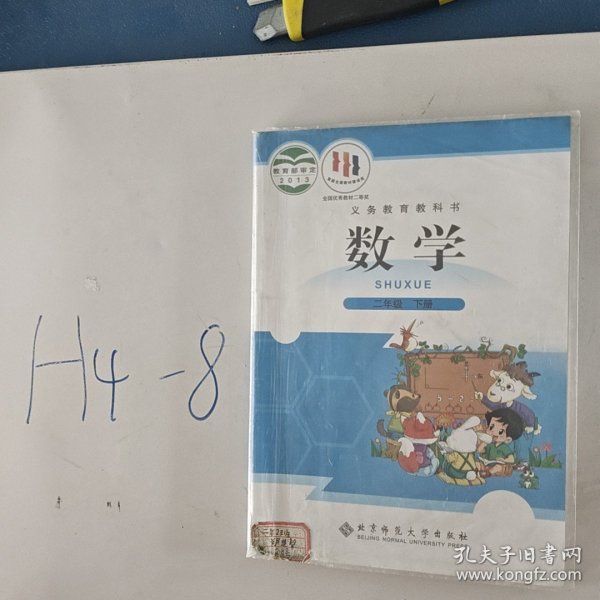 教育部审定
2013
全国优秀教材二等奖
义务教育教科书
数学
SHUXUE
二年级 下册
H4-8
北京师范大学出版社
BEIJING NORMAL UNIVERSITY PRESS
孔夫子旧书网
www.kongfz.com